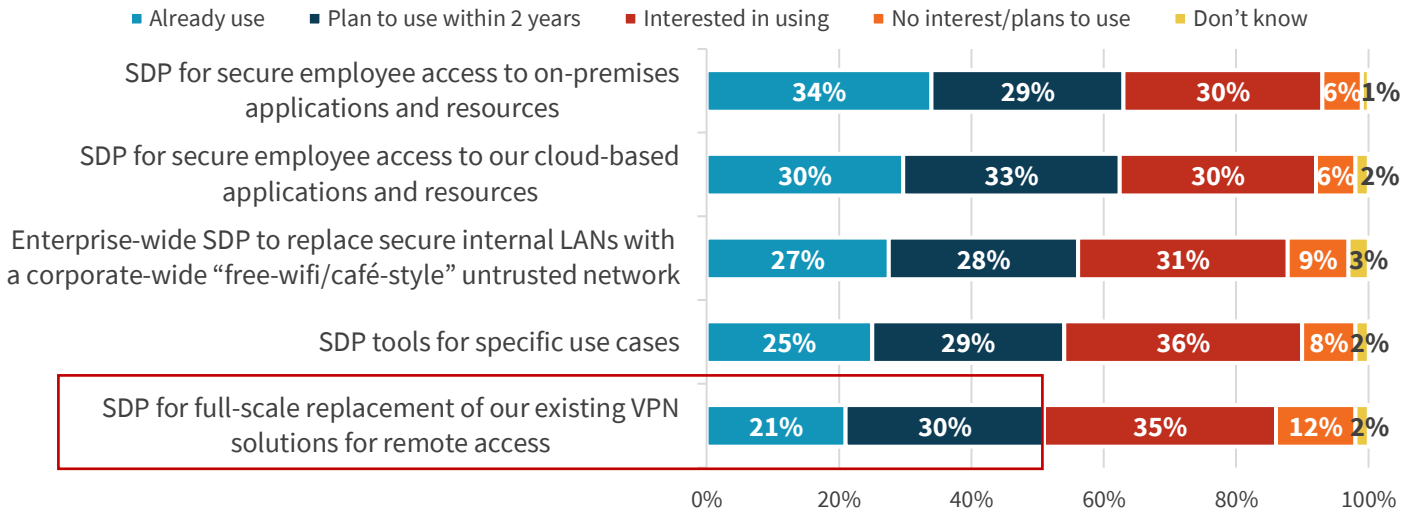 Already use Plan to use within 2 years Interested in using No interest/plans to use Don’t know
SDP for secure employee access to on-premises
applications and resources
34% 29% 30% 6% 1%
SDP for secure employee access to our cloud-based
applications and resources
30% 33% 30% 6% 2%
Enterprise-wide SDP to replace secure internal LANs with
a corporate-wide “free-wifi/café-style” untrusted network
27% 28% 31% 9% 3%
SDP tools for specific use cases
25% 29% 36% 8% 2%
SDP for full-scale replacement of our existing VPN
solutions for remote access
21% 30% 35% 12% 2%
0% 20% 40% 60% 80% 100%